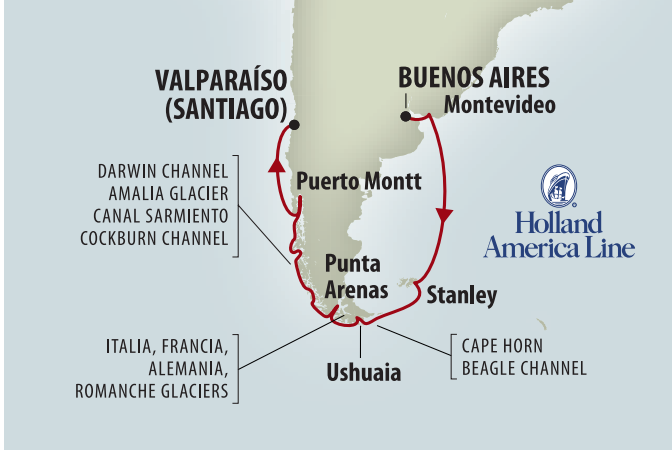 VALPARAÍSO
(SANTIAGO)
BUENOS AIRES
Montevideo
DARWIN CHANNEL
AMALIA GLACIER
CANAL SARMIENTO
COCKBURN CHANNEL
Puerto Montt
Holland
America Line
Punta
Arenas
Stanley
ITALIA, FRANCIA,
ALEMANIA,
ROMANCHE GLACIERS
Ushuaia
CAPE HORN
BEAGLE CHANNEL